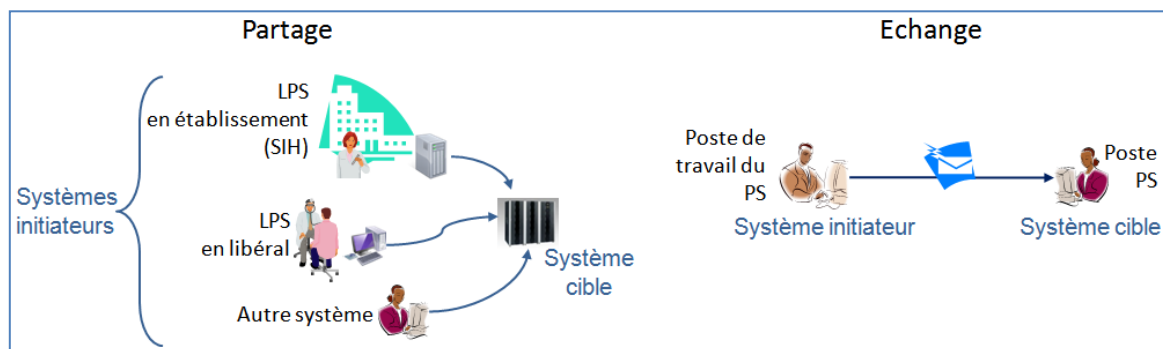 Partage
LPS
en établissement
(SIH)
Systèmes
initiateurs
LPS
en libéral
Autre système
Système
cible
Echange
Poste de
travail du
PS
Système initiateur
Poste
PS
Système cible